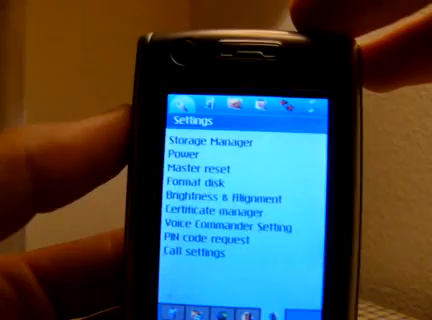 Settings
Storage Manager
Power
Master reset
Format disk
Brightness & Alignment
Certificate manager
Voice Commander Setting
PIN code request
Call settings